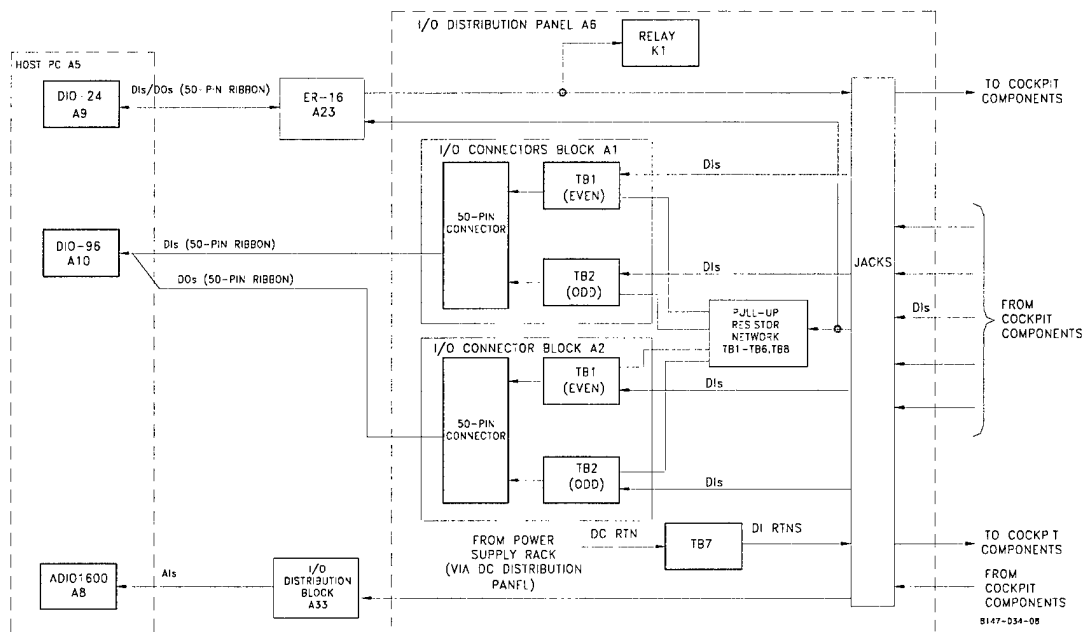 I/O DISTRIBUTION PANEL A6
RELAY
K1
HOST PC A5
DIO-24
A9
DIs/DOs (50-PIN RIBBON)
ER-16
A23
TO COCKPIT
COMPONENTS
I/O CONNECTORS BLOCK A1
50-PIN
CONNECTOR
TB1
(EVEN)
DIs
TB2
(ODD)
DIs
DIO-96
A10
DIs (50-PIN RIBBON)
DOs (50-PIN RIBBON)
JACKS
DIs
FROM
COCKPIT
COMPONENTS
PULL-UP
RESISTOR
NETWORK
TB1-TB6,TB8
I/O CONNECTOR BLOCK A2
50-PIN
CONNECTOR
TB1
(EVEN)
DIs
TB2
(ODD)
DIs
FROM POWER
SUPPLY RACK
(VIA DC DISTRIBUTION
PANEL)
DC RTN
TB7
DI RTNS
TO COCKPIT
COMPONENTS
ADIO1600
A8
AIs
I/O
DISTRIBUTION
BLOCK
A33
FROM
COCKPIT
COMPONENTS
B147-034-08